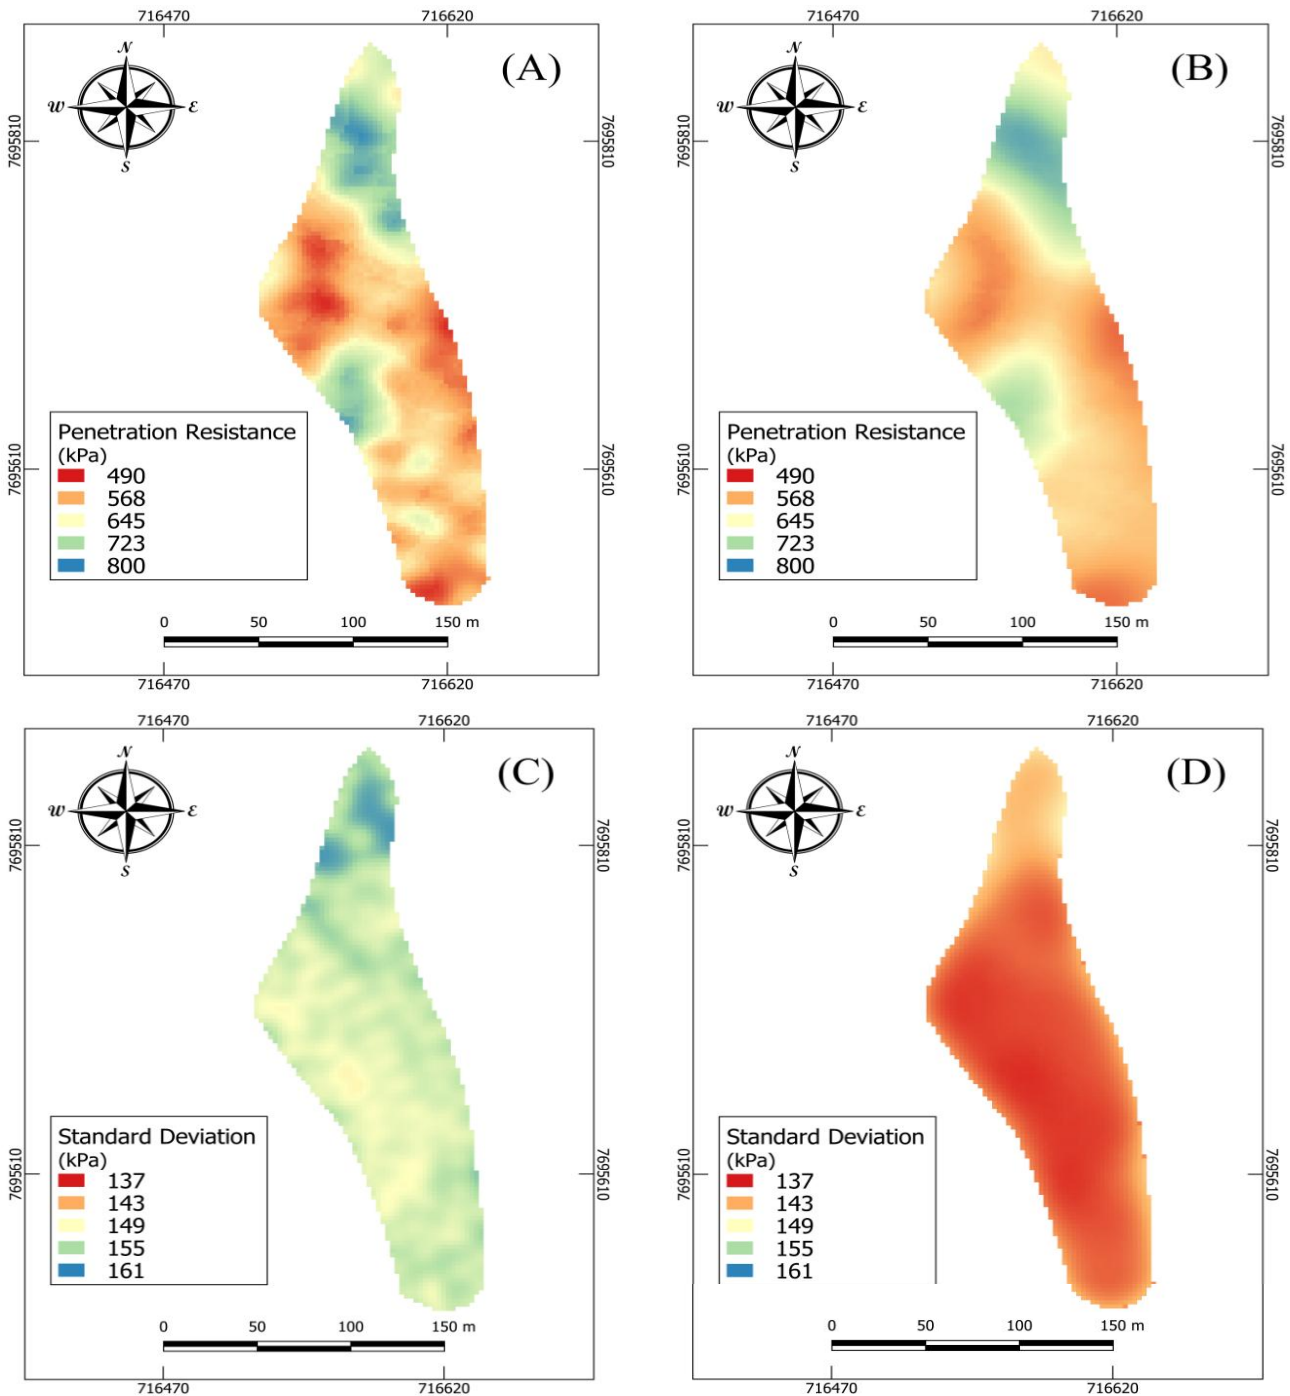 716470 716620
N
W E
S
(A)
7695810 7695810
Penetration Resistance
(kPa)
490
568
645
723
800
7695610 7695610
0 50 100 150 m
716470 716620
716470 716620
N
W E
S
(B)
7695810 7695810
Penetration Resistance
(kPa)
490
568
645
723
800
7695610 7695610
0 50 100 150 m
716470 716620
716470 716620
N
W E
S
(C)
7695810 7695810
Standard Deviation
(kPa)
137
143
149
155
161
7695610 7695610
0 50 100 150 m
716470 716620
716470 716620
N
W E
S
(D)
7695810 7695810
Standard Deviation
(kPa)
137
143
149
155
161
7695610 7695610
0 50 100 150 m
716470 716620